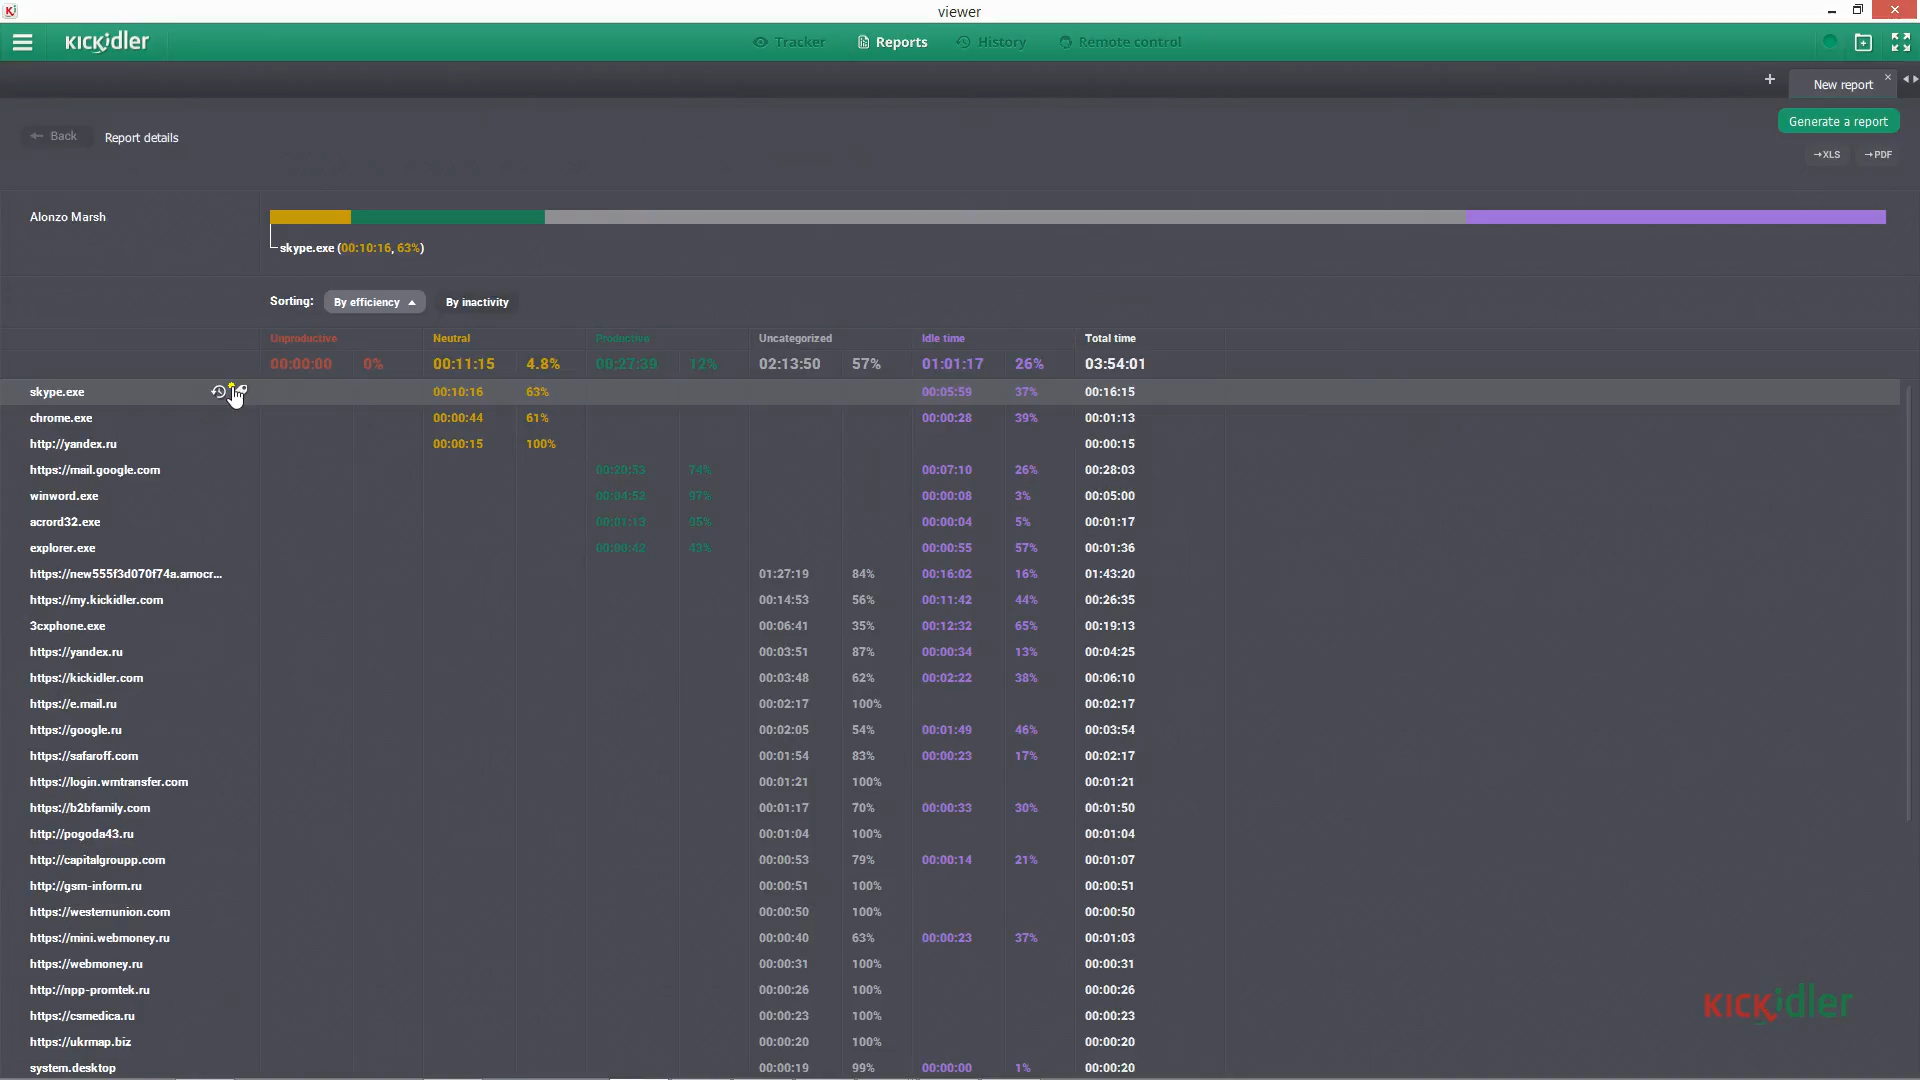 viewer
KICKIDLER Tracker Reports History Remote control
+ New report ×
Generate a report
← Back Report details
→XLS →PDF
Alonzo Marsh
skype.exe (00:10:16, 63%)
Sorting: By efficiency ▲ By inactivity
Unproductive Neutral Productive Uncategorized Idle time Total time
00:00:00 0% 00:11:15 4.8% 00:27:39 12% 02:13:50 57% 01:01:17 26% 03:54:01
skype.exe 00:10:16 63% 00:05:59 37% 00:16:15
chrome.exe 00:00:44 61% 00:00:28 39% 00:01:13
http://yandex.ru 00:00:15 100% 00:00:15
https://mail.google.com 00:20:53 74% 00:07:10 26% 00:28:03
winword.exe 00:04:52 97% 00:00:08 3% 00:05:00
acrord32.exe 00:01:13 95% 00:00:04 5% 00:01:17
explorer.exe 00:00:42 43% 00:00:55 57% 00:01:36
https://new555f3d070f74a.amocr... 01:27:19 84% 00:16:02 16% 01:43:20
https://my.kickidler.com 00:14:53 56% 00:11:42 44% 00:26:35
3cxphone.exe 00:06:41 35% 00:12:32 65% 00:19:13
https://yandex.ru 00:03:51 87% 00:00:34 13% 00:04:25
https://kickidler.com 00:03:48 62% 00:02:22 38% 00:06:10
https://e.mail.ru 00:02:17 100% 00:02:17
https://google.ru 00:02:05 54% 00:01:49 46% 00:03:54
https://safaroff.com 00:01:54 83% 00:00:23 17% 00:02:17
https://login.wmtransfer.com 00:01:21 100% 00:01:21
https://b2bfamily.com 00:01:17 70% 00:00:33 30% 00:01:50
http://pogoda43.ru 00:01:04 100% 00:01:04
http://capitalgroupp.com 00:00:53 79% 00:00:14 21% 00:01:07
http://gsm-inform.ru 00:00:51 100% 00:00:51
https://westernunion.com 00:00:50 100% 00:00:50
https://mini.webmoney.ru 00:00:40 63% 00:00:23 37% 00:01:03
https://webmoney.ru 00:00:31 100% 00:00:31
http://npp-promtek.ru 00:00:26 100% 00:00:26
https://csmedica.ru 00:00:23 100% 00:00:23
https://ukrmap.biz 00:00:20 100% 00:00:20
system.desktop 00:00:19 99% 00:00:00 1% 00:00:20
KICKidler